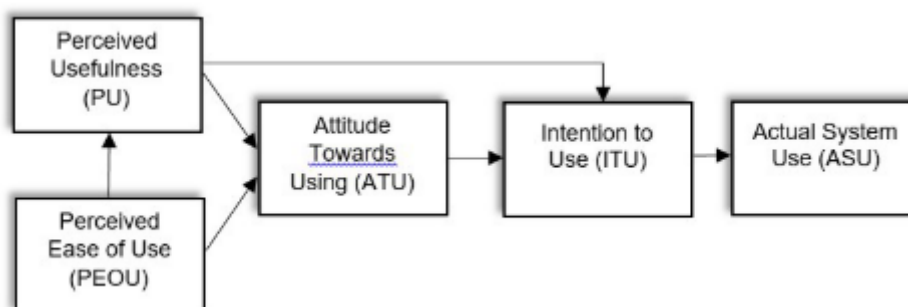 Perceived
Usefulness
(PU)
Attitude
Towards
Using (ATU)
Intention to
Use (ITU)
Actual System
Use (ASU)
Perceived
Ease of Use
(PEOU)